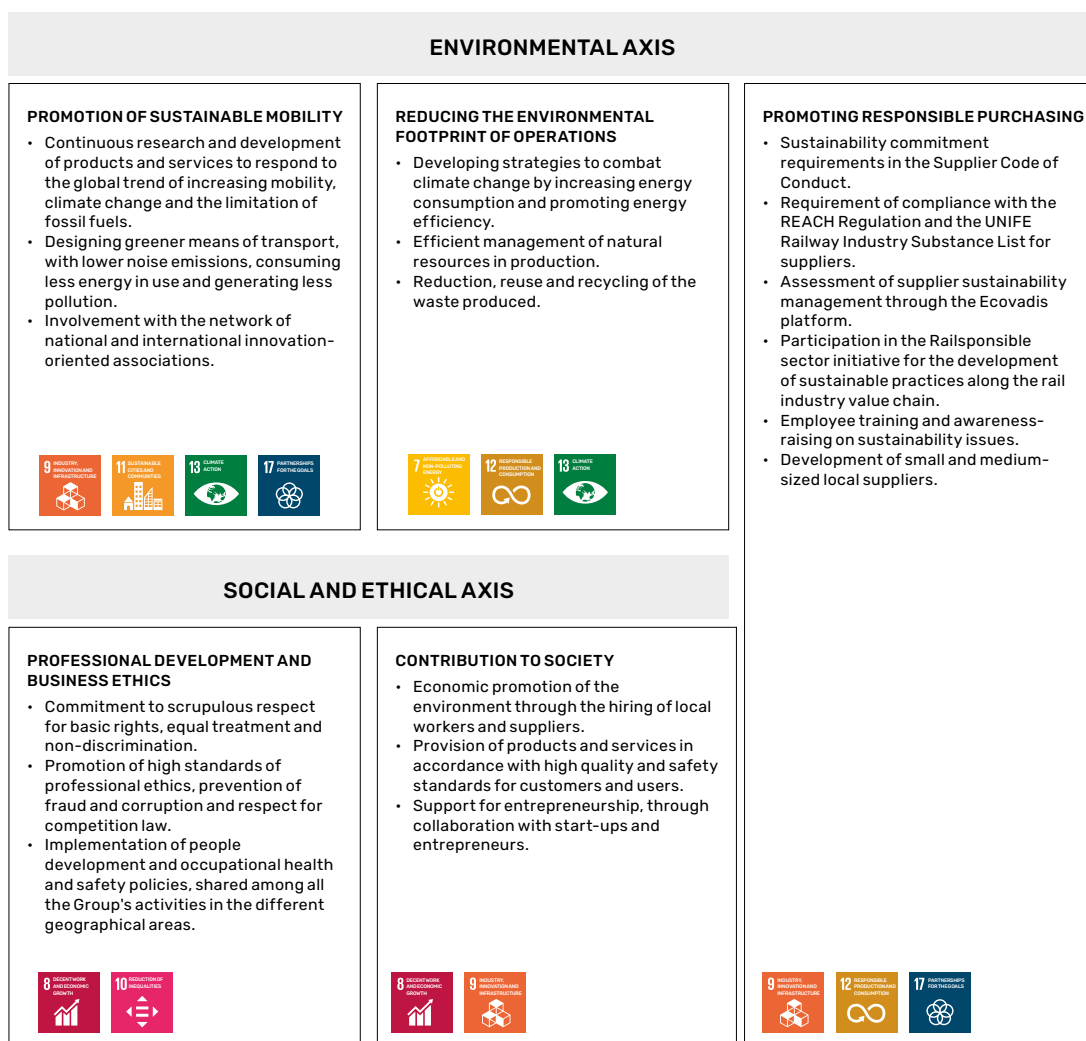 ENVIRONMENTAL AXIS
PROMOTION OF SUSTAINABLE MOBILITY
• Continuous research and development
of products and services to respond to
the global trend of increasing mobility,
climate change and the limitation of
fossil fuels.
• Designing greener means of transport,
with lower noise emissions, consuming
less energy in use and generating less
pollution.
• Involvement with the network of
national and international innovation-
oriented associations.
9 INDUSTRY,
INNOVATION AND
INFRASTRUCTURE
11 SUSTAINABLE
CITIES AND
COMMUNITIES
13 CLIMATE
ACTION
17 PARTNERSHIPS
FOR THE GOALS
REDUCING THE ENVIRONMENTAL
FOOTPRINT OF OPERATIONS
• Developing strategies to combat
climate change by increasing energy
consumption and promoting energy
efficiency.
• Efficient management of natural
resources in production.
• Reduction, reuse and recycling of the
waste produced.
7 AFFORDABLE AND
NON-POLLUTING
ENERGY
12 RESPONSIBLE
PRODUCTION AND
CONSUMPTION
13 CLIMATE
ACTION
PROMOTING RESPONSIBLE PURCHASING
• Sustainability commitment
requirements in the Supplier Code of
Conduct.
• Requirement of compliance with the
REACH Regulation and the UNIFE
Railway Industry Substance List for
suppliers.
• Assessment of supplier sustainability
management through the Ecovadis
platform.
• Participation in the Railsponsible
sector initiative for the development
of sustainable practices along the rail
industry value chain.
• Employee training and awareness-
raising on sustainability issues.
• Development of small and medium-
sized local suppliers.
9 INDUSTRY,
INNOVATION AND
INFRASTRUCTURE
12 RESPONSIBLE
PRODUCTION AND
CONSUMPTION
17 PARTNERSHIPS
FOR THE GOALS
SOCIAL AND ETHICAL AXIS
PROFESSIONAL DEVELOPMENT AND
BUSINESS ETHICS
• Commitment to scrupulous respect
for basic rights, equal treatment and
non-discrimination.
• Promotion of high standards of
professional ethics, prevention of
fraud and corruption and respect for
competition law.
• Implementation of people
development and occupational health
and safety policies, shared among all
the Group's activities in the different
geographical areas.
8 DECENT WORK
AND ECONOMIC
GROWTH
10 REDUCTION OF
INEQUALITIES
CONTRIBUTION TO SOCIETY
• Economic promotion of the
environment through the hiring of local
workers and suppliers.
• Provision of products and services in
accordance with high quality and safety
standards for customers and users.
• Support for entrepreneurship, through
collaboration with start-ups and
entrepreneurs.
8 DECENT WORK
AND ECONOMIC
GROWTH
9 INDUSTRY,
INNOVATION AND
INFRASTRUCTURE